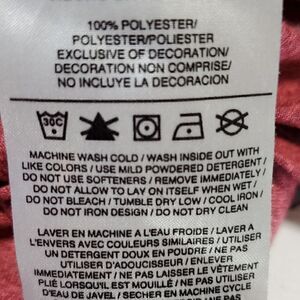 100% POLYESTER/
POLYESTER/POLIESTER
EXCLUSIVE OF DECORATION/
DECORATION NON COMPRISE/
NO INCLUYE LA DECORACION
30C
MACHINE WASH COLD / WASH INSIDE OUT WITH
LIKE COLORS / USE MILD POWDERED DETERGENT /
DO NOT USE SOFTENERS / REMOVE IMMEDIATELY /
DO NOT ALLOW TO LAY ON ITSELF WHEN WET /
DO NOT BLEACH / TUMBLE DRY LOW / COOL IRON /
DO NOT IRON DESIGN / DO NOT DRY CLEAN
LAVER EN MACHINE A L'EAU FROIDE / LAVER A
L'ENVERS AVEC COULEURS SIMILAIRES / UTILISER
UN DETERGENT DOUX EN POUDRE / NE PAS
UTILISER D'ADOUCISSEUR / ENLEVER
IMMEDIATEMENT / NE PAS LAISSER LE VÊTEMENT
PLIÉ LORSQU'IL EST MOUILLÉ / NE PAS UTILISER
D'EAU DE JAVEL / SECHER EN MACHINE CYCLE